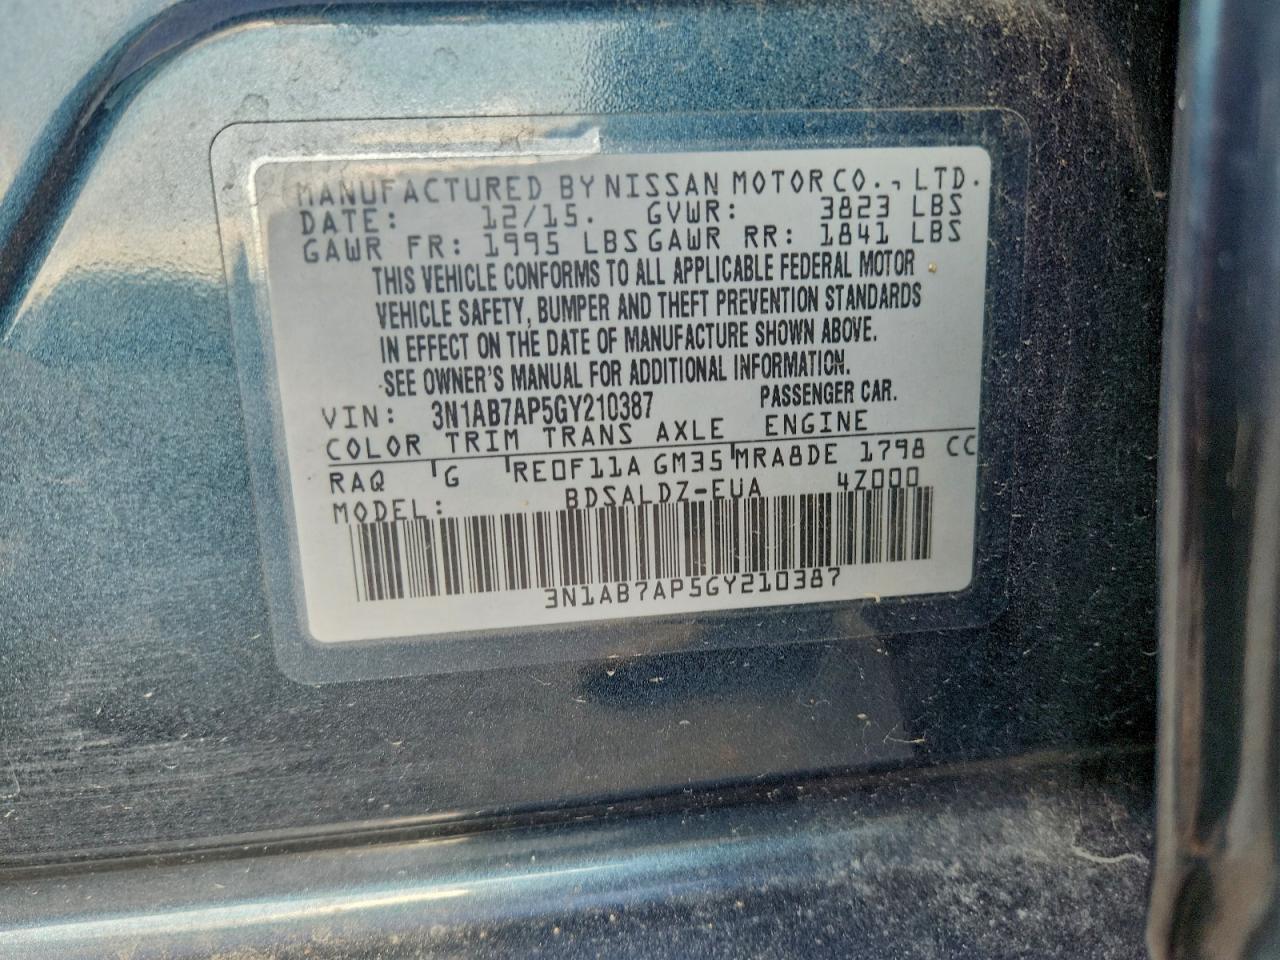 MANUFACTURED BY NISSAN MOTOR CO., LTD.
DATE: 12/15. GVWR: 3823 LBS
GAWR FR: 1995 LBS GAWR RR: 1841 LBS
THIS VEHICLE CONFORMS TO ALL APPLICABLE FEDERAL MOTOR
VEHICLE SAFETY, BUMPER AND THEFT PREVENTION STANDARDS
IN EFFECT ON THE DATE OF MANUFACTURE SHOWN ABOVE.
SEE OWNER'S MANUAL FOR ADDITIONAL INFORMATION.
VIN: 3N1AB7AP5GY210387 PASSENGER CAR.
COLOR TRIM TRANS AXLE ENGINE
RAQ G RE0F11A GM35 MRA8DE 1798 CC
MODEL: BDSALDZ-EUA 4Z000
3N1AB7AP5GY210387